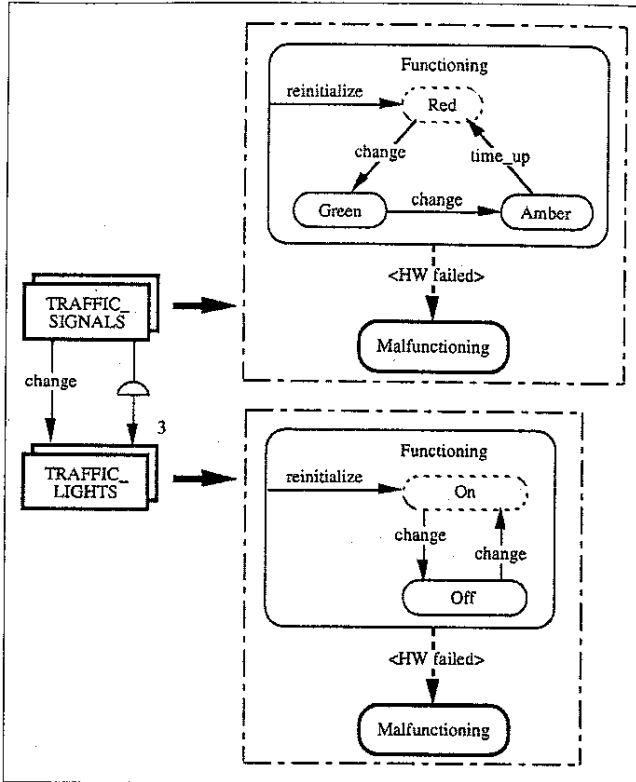 Functioning
reinitialize
Red
change
time_up
Green
change
Amber
<HW failed>
Malfunctioning
TRAFFIC_
SIGNALS
change
3
TRAFFIC_
LIGHTS
Functioning
reinitialize
On
change
change
Off
<HW failed>
Malfunctioning